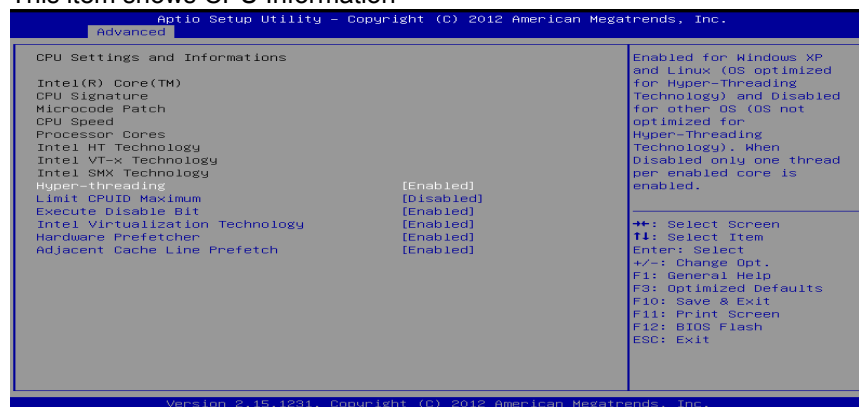 This item shows CPU Information
Aptio Setup Utility – Copyright (C) 2012 American Megatrends, Inc.
Advanced
CPU Settings and Informations
Intel(R) Core(TM)
CPU Signature
Microcode Patch
CPU Speed
Processor Cores
Intel HT Technology
Intel VT-x Technology
Intel SMX Technology
Hyper-threading [Enabled]
Limit CPUID Maximum [Disabled]
Execute Disable Bit [Enabled]
Intel Virtualization Technology [Enabled]
Hardware Prefetcher [Enabled]
Adjacent Cache Line Prefetch [Enabled]
Enabled for Windows XP
and Linux (OS optimized
for Hyper-Threading
Technology) and Disabled
for other OS (OS not
optimized for
Hyper-Threading
Technology). When
Disabled only one thread
per enabled core is
enabled.
→←: Select Screen
↑↓: Select Item
Enter: Select
+/-: Change Opt.
F1: General Help
F3: Optimized Defaults
F10: Save & Exit
F11: Print Screen
F12: BIOS Flash
ESC: Exit
Version 2.15.1231. Copyright (C) 2012 American Megatrends, Inc.